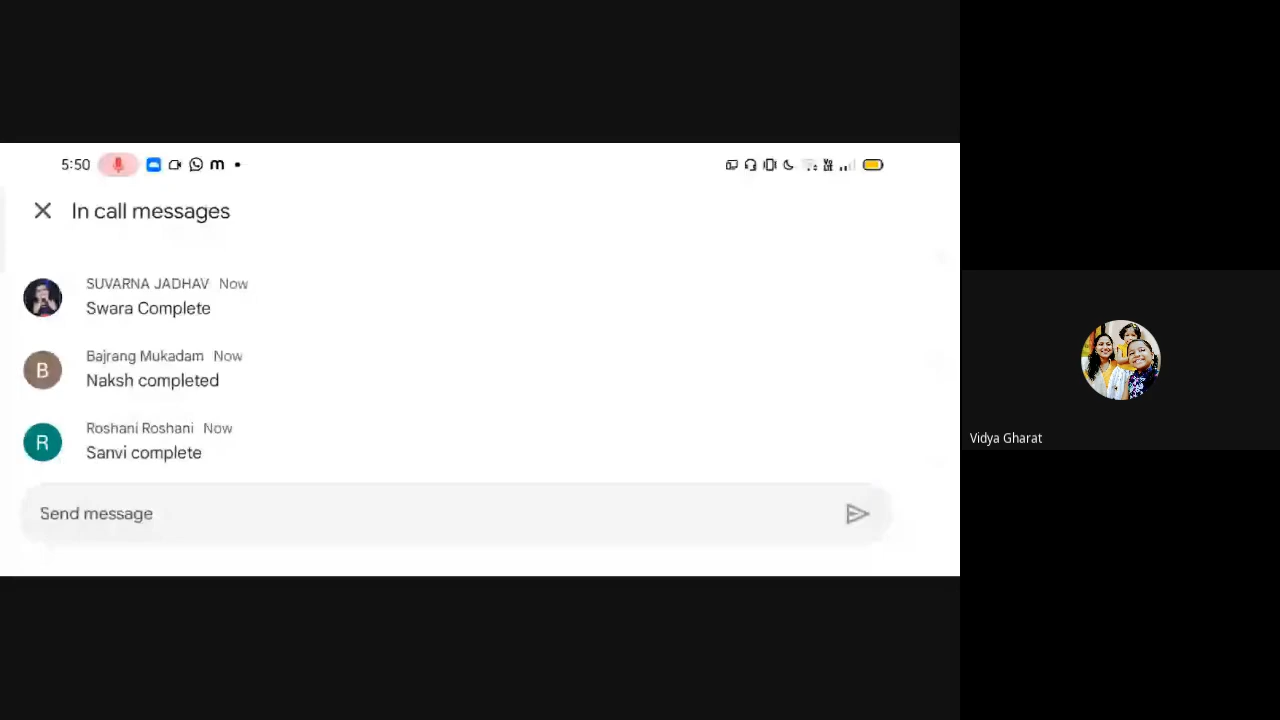 5:50
In call messages
SUVARNA JADHAV Now
Swara Complete
B Bajrang Mukadam Now
Naksh completed
R Roshani Roshani Now
Sanvi complete
Send message
Vidya Gharat